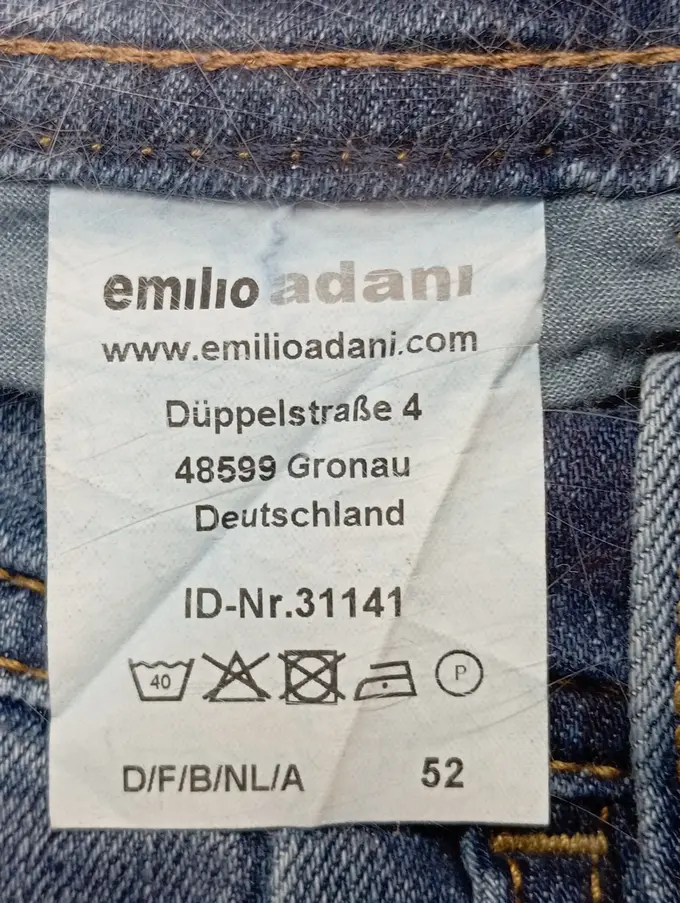 emilio adani
www.emilioadani.com
Düppelstraße 4
48599 Gronau
Deutschland
ID-Nr.31141
40 P
D/F/B/NL/A 52